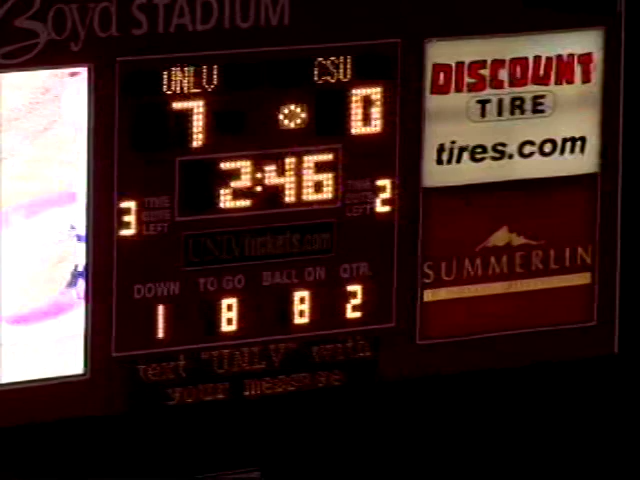 Boyd STADIUM
UNLV CSU
7 0
2:46
3 TIME OUTS LEFT TIME OUTS LEFT 2
UNLVtickets.com
DOWN TO GO BALL ON QTR.
1 8 8 2
text "UNLV" with
your message
DISCOUNT
TIRE
tires.com
SUMMERLIN